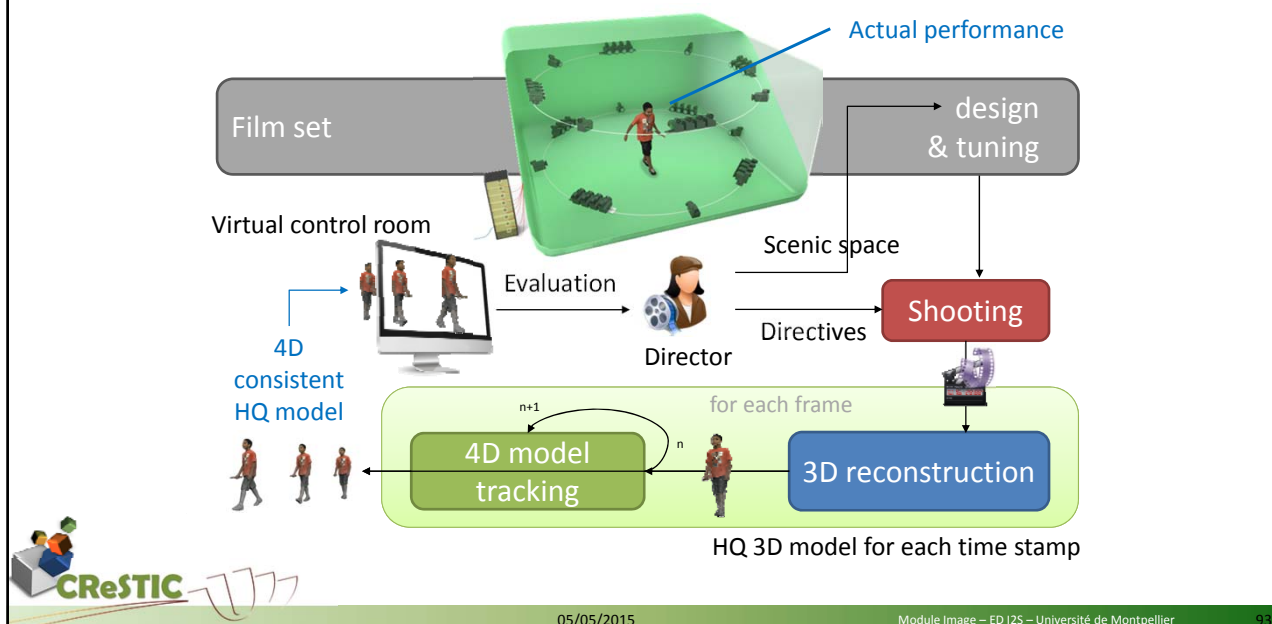 Actual performance
Film set
design
& tuning
Virtual control room
Scenic space
Evaluation
Shooting
Directives
Director
4D
consistent
HQ model
for each frame
n+1
n
4D model
tracking
3D reconstruction
HQ 3D model for each time stamp
CReSTIC
05/05/2015
Module Image – ED I2S – Université de Montpellier
93